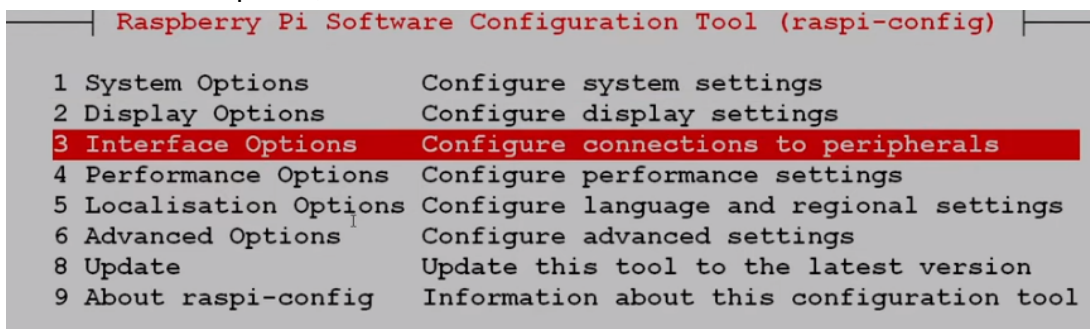 Raspberry Pi Software Configuration Tool (raspi-config)
1 System Options Configure system settings
2 Display Options Configure display settings
3 Interface Options Configure connections to peripherals
4 Performance Options Configure performance settings
5 Localisation Options Configure language and regional settings
6 Advanced Options Configure advanced settings
8 Update Update this tool to the latest version
9 About raspi-config Information about this configuration tool